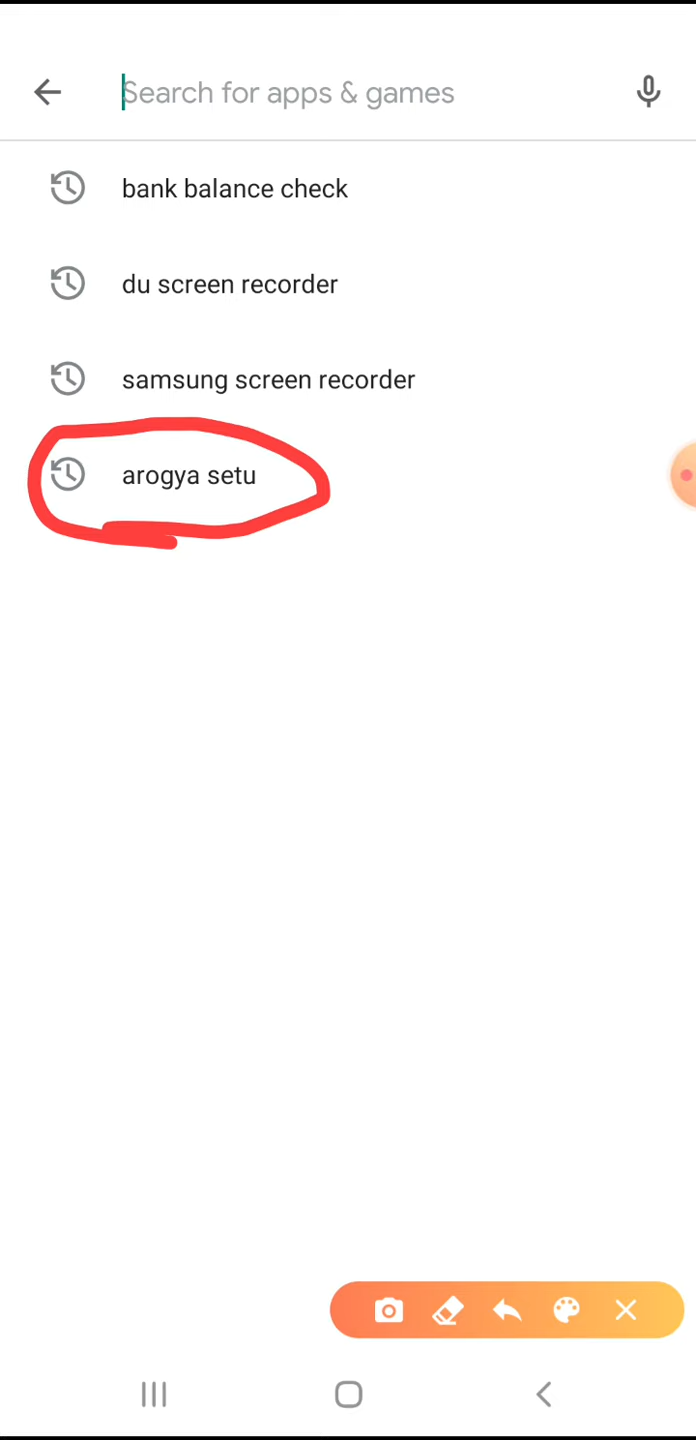 Search for apps & games
bank balance check
du screen recorder
samsung screen recorder
arogya setu